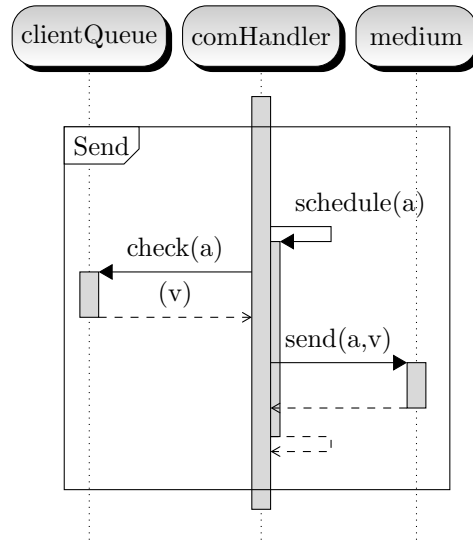 clientQueue
comHandler
medium
Send
schedule(a)
check(a)
(v)
send(a,v)